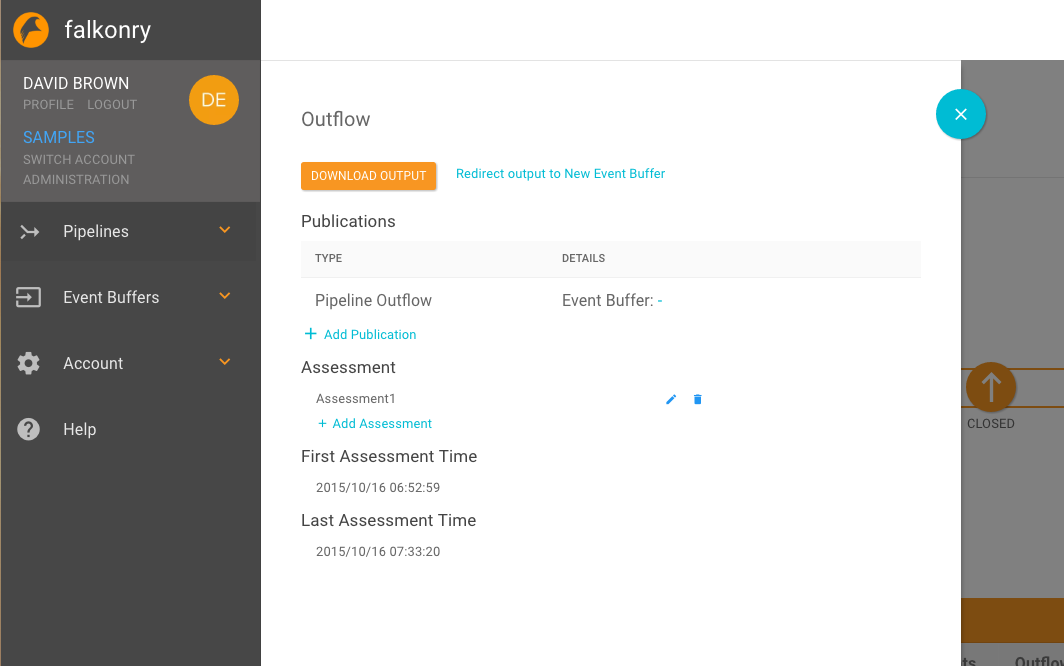 falkonry
DAVID BROWN
PROFILE LOGOUT
DE
SAMPLES
SWITCH ACCOUNT
ADMINISTRATION
Pipelines
Event Buffers
Account
Help
Outflow
DOWNLOAD OUTPUT Redirect output to New Event Buffer
Publications
TYPE DETAILS
Pipeline Outflow Event Buffer: -
+ Add Publication
Assessment
Assessment1
+ Add Assessment
First Assessment Time
2015/10/16 06:52:59
Last Assessment Time
2015/10/16 07:33:20
CLOSED